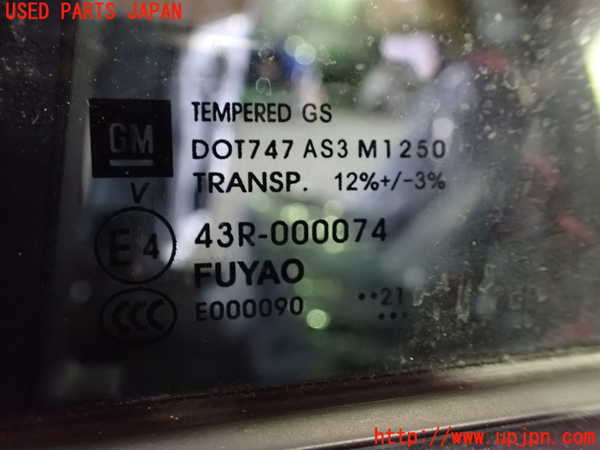 USED PARTS JAPAN
TEMPERED GS
GM
DOT747 AS3 M1250
V
TRANSP. 12%+/-3%
E4
43R-000074
FUYAO
CCC
E000090
··21
···
http://www.upjpn.com/